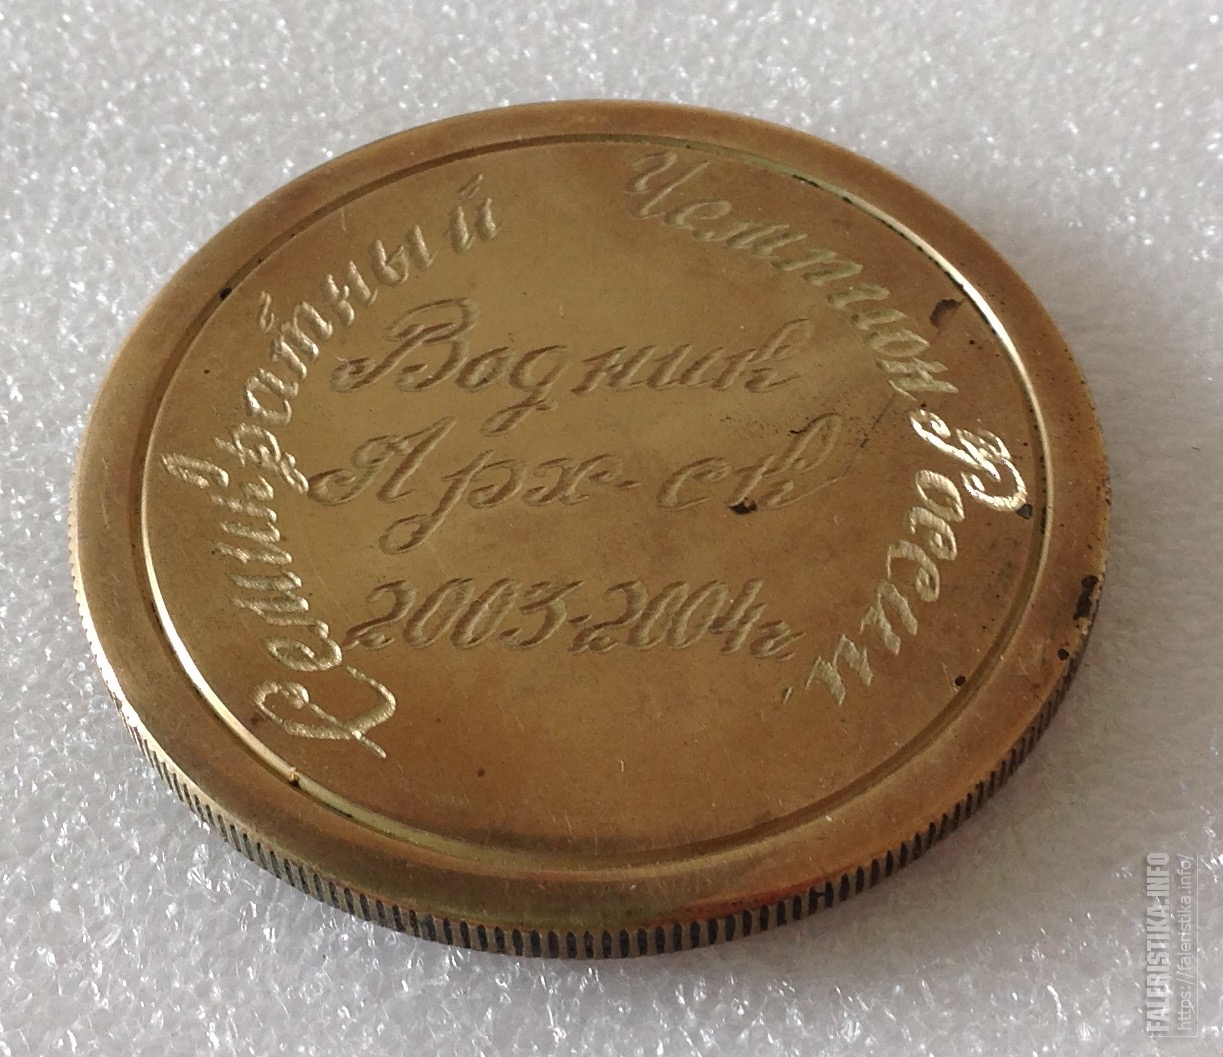 Семикратный Чемпион России
Водник
Арх-ск
2003-2004г.
FALERISTIKA.INFO
https://faleristika.info/